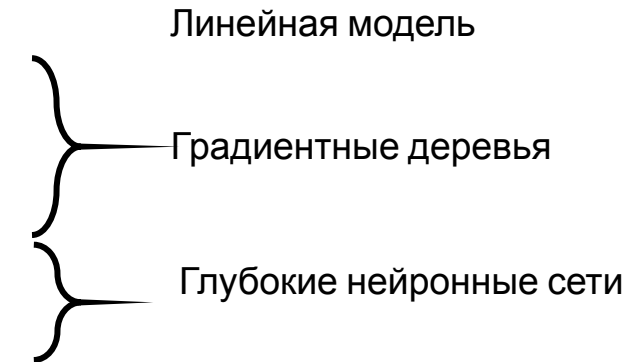 Линейная модель
Градиентные деревья
Глубокие нейронные сети